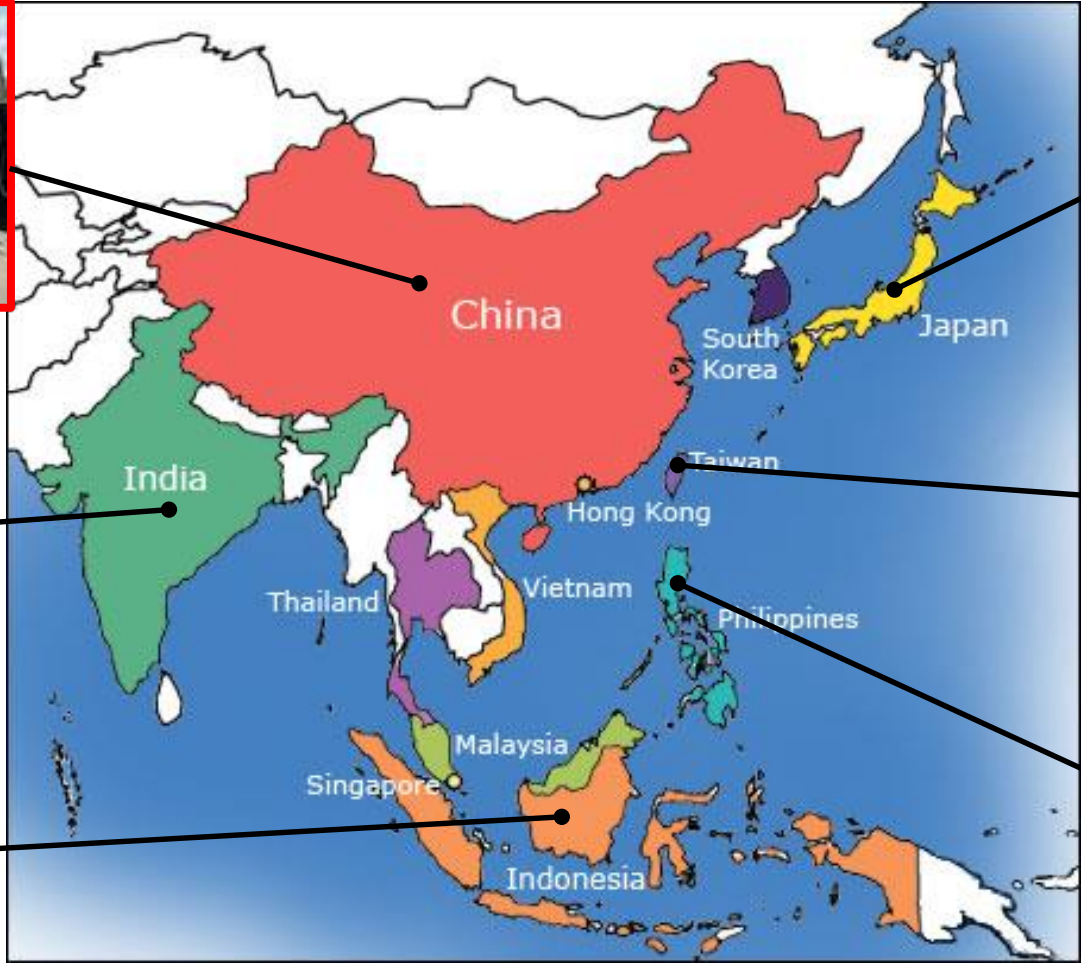 China
Japan
South
Korea
India
Taiwan
Hong Kong
Thailand
Vietnam
Philippines
Malaysia
Singapore
Indonesia